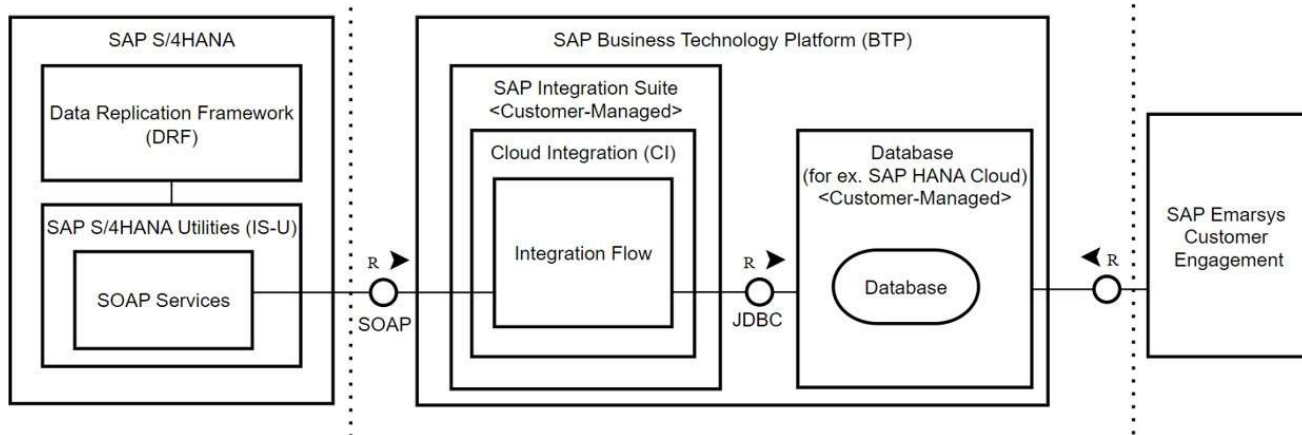 SAP S/4HANA
Data Replication Framework
(DRF)
SAP S/4HANA Utilities (IS-U)
SOAP Services
R
SOAP
SAP Business Technology Platform (BTP)
SAP Integration Suite
<Customer-Managed>
Cloud Integration (CI)
Integration Flow
R
JDBC
Database
(for ex. SAP HANA Cloud)
<Customer-Managed>
Database
R
SAP Emarsys
Customer
Engagement